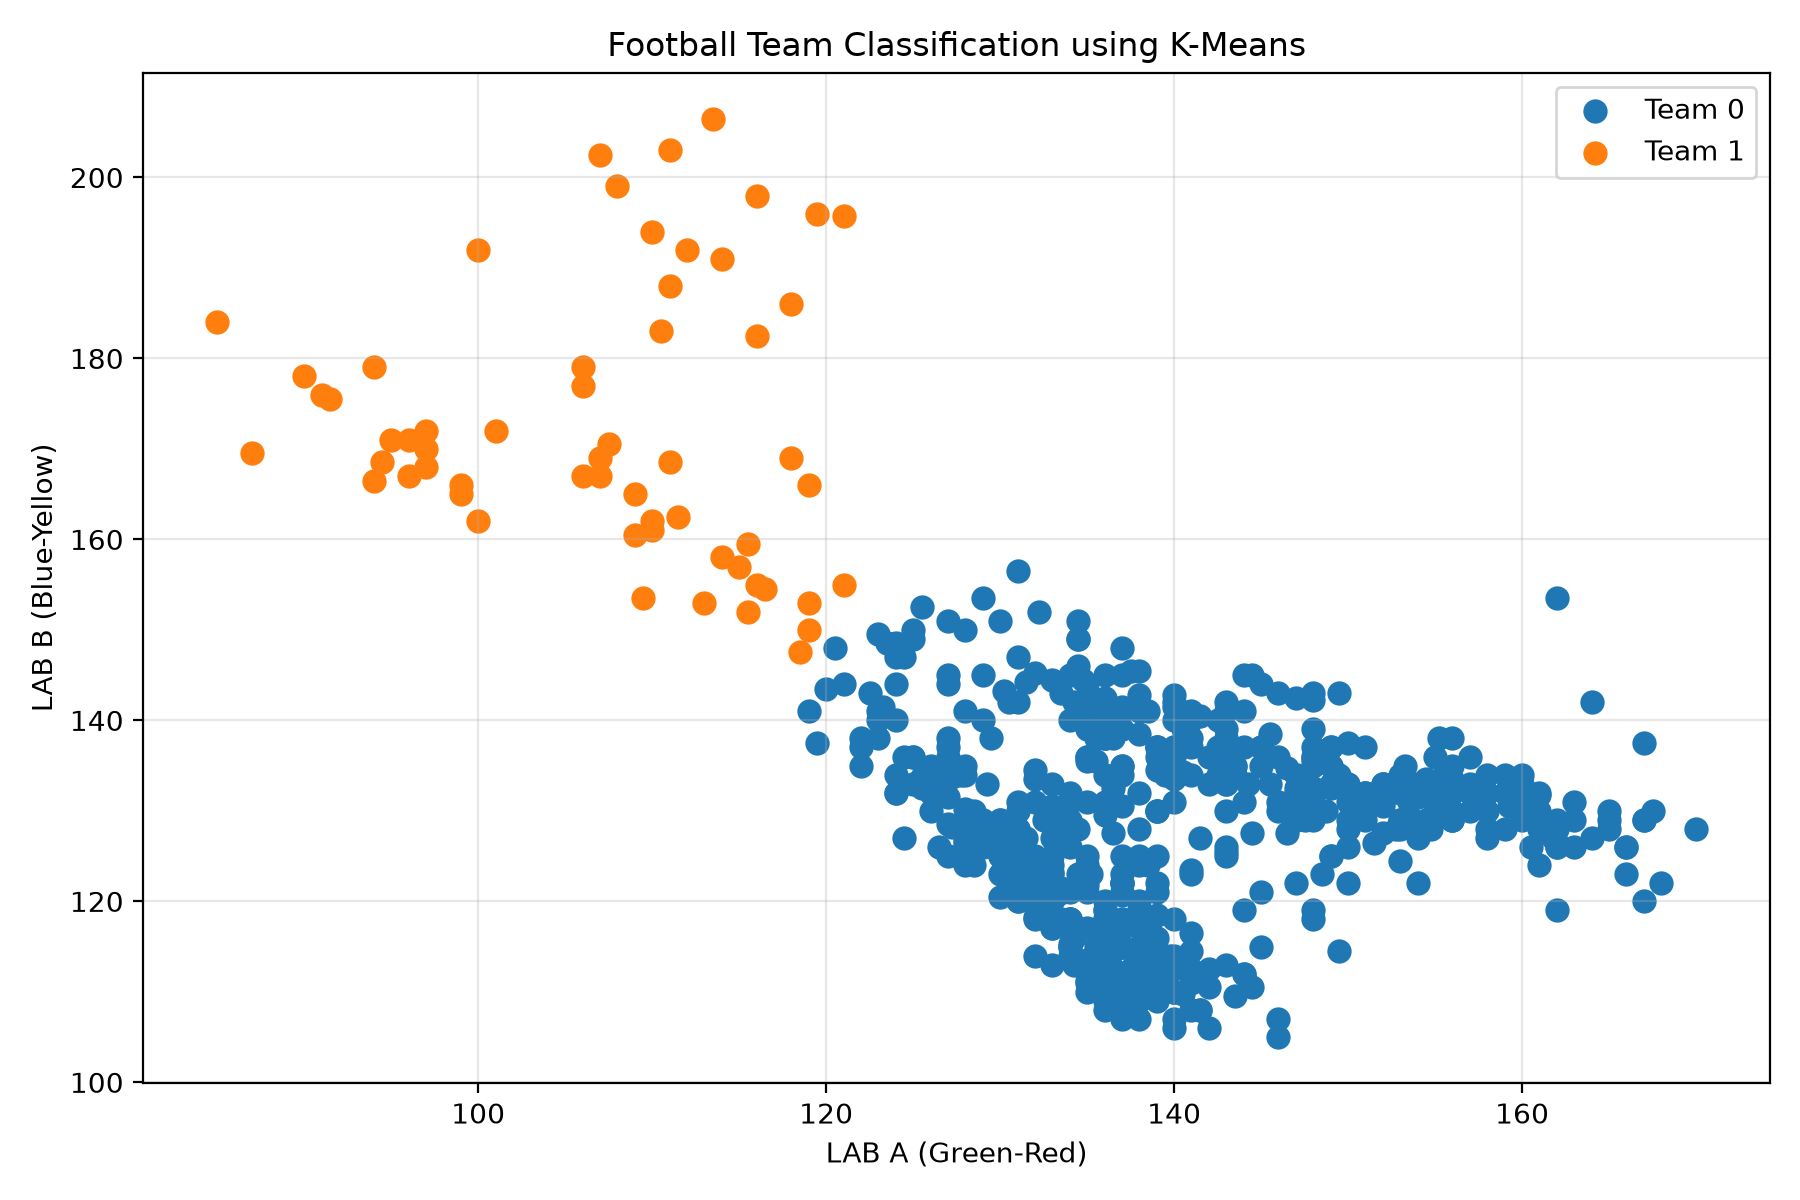 Football Team Classification using K-Means
Team 0
Team 1
LAB B (Blue-Yellow)
200
180
160
140
120
100
100
120
140
160
LAB A (Green-Red)